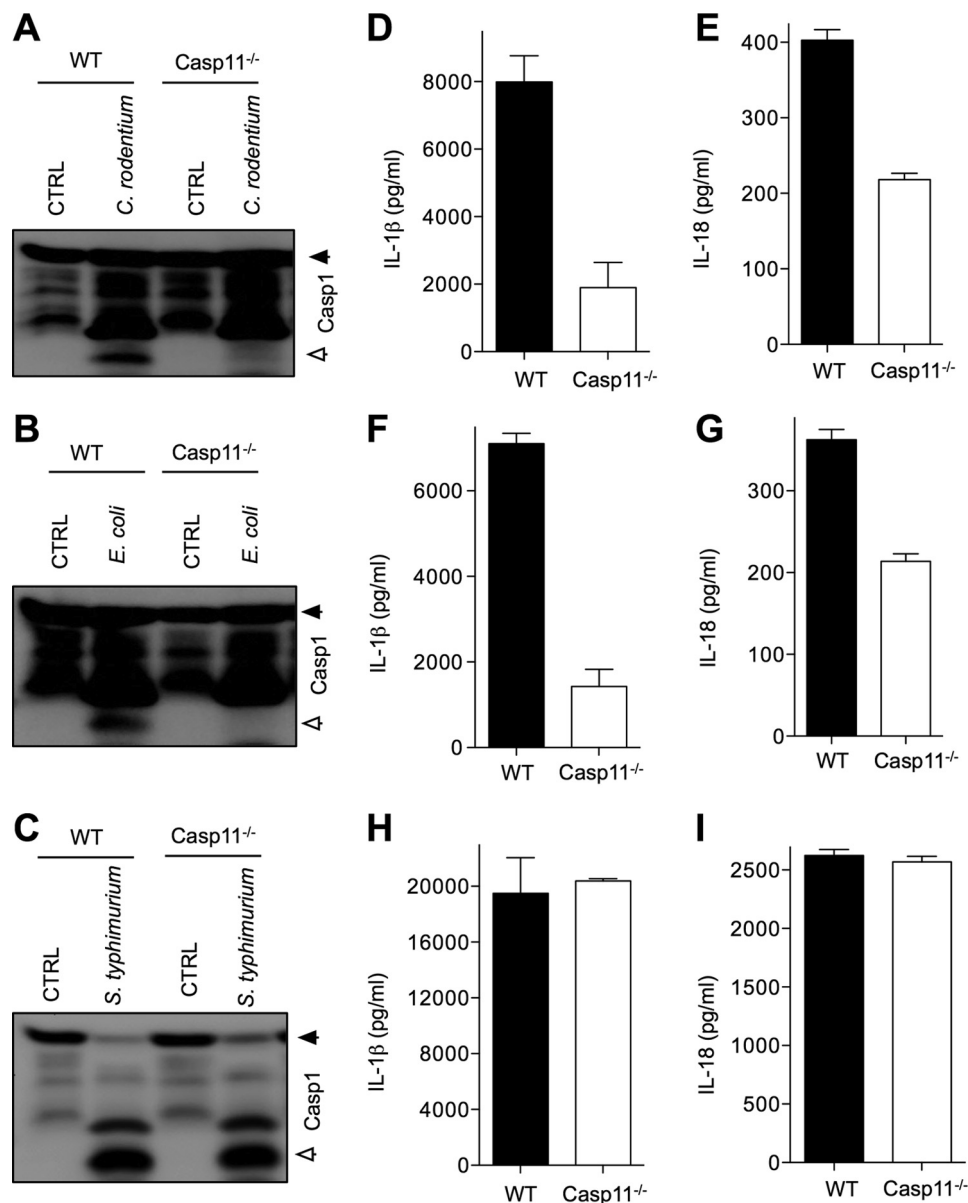 A
WT
Casp11-/-
CTRL
C. rodentium
CTRL
C. rodentium
Casp1
D
8000
6000
4000
2000
0
IL-1β (pg/ml)
WT
Casp11-/-
E
400
300
200
100
0
IL-18 (pg/ml)
WT
Casp11-/-
B
WT
Casp11-/-
CTRL
E. coli
CTRL
E. coli
Casp1
F
6000
4000
2000
0
IL-1β (pg/ml)
WT
Casp11-/-
G
300
200
100
0
IL-18 (pg/ml)
WT
Casp11-/-
C
WT
Casp11-/-
CTRL
S. typhimurium
CTRL
S. typhimurium
Casp1
H
20000
16000
12000
8000
4000
0
IL-1β (pg/ml)
WT
Casp11-/-
I
2500
2000
1500
1000
500
0
IL-18 (pg/ml)
WT
Casp11-/-